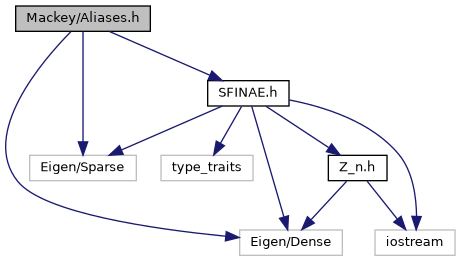 Mackey/Aliases.h
SFINAE.h
Eigen/Sparse
type_traits
Z_n.h
Eigen/Dense
iostream